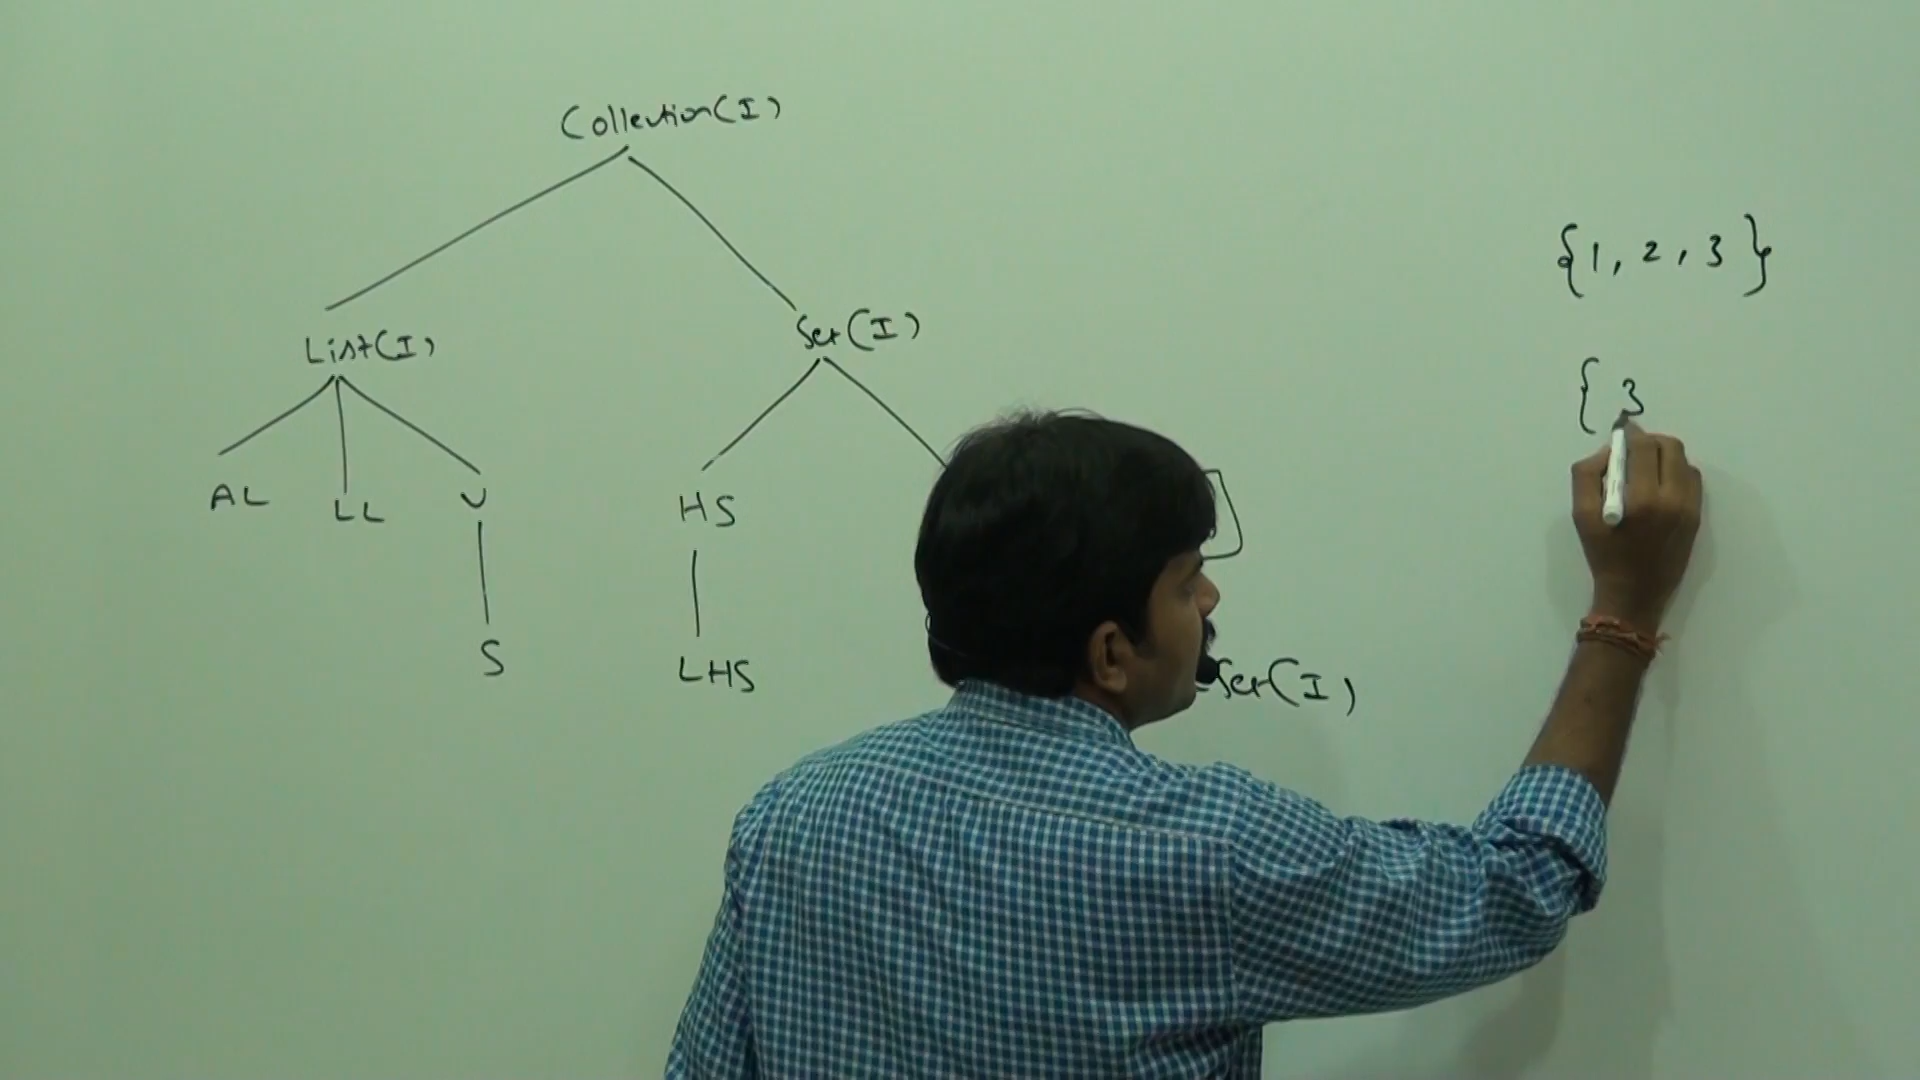 Collection(I)
{1, 2, 3}
List(I)
Set(I)
{ 3
AL
LL
V
HS
S
LHS
Set(I)